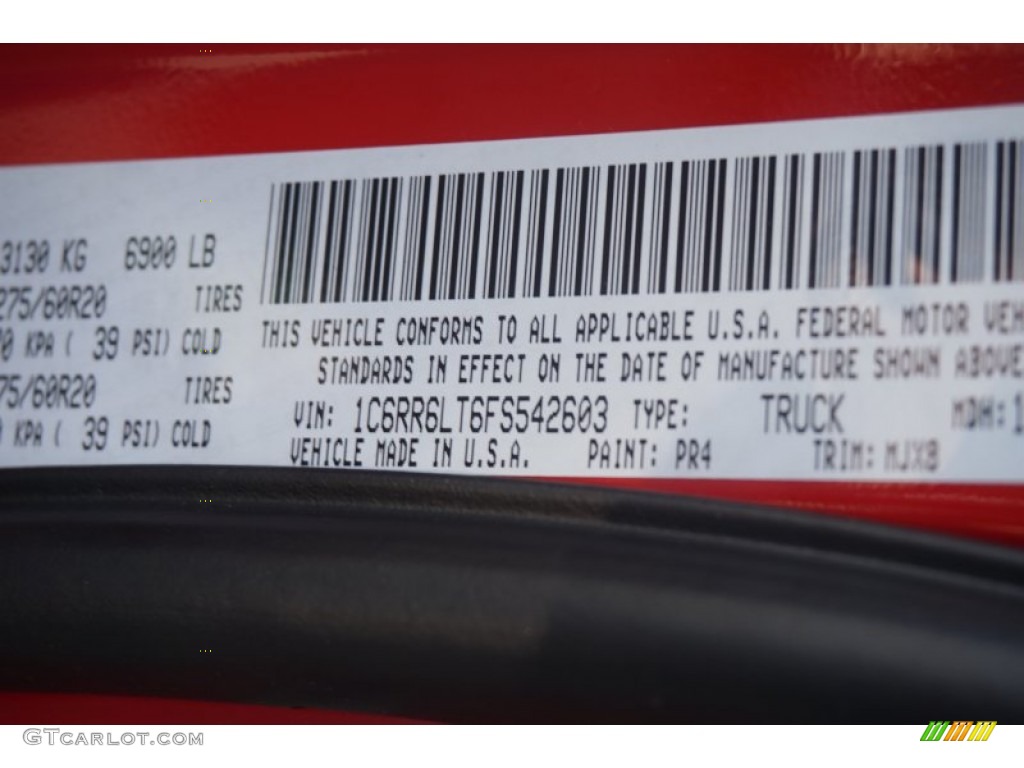 3130 KG 6900 LB
275/60R20 TIRES
0 KPA ( 39 PSI) COLD
75/60R20 TIRES
KPA ( 39 PSI) COLD
THIS VEHICLE CONFORMS TO ALL APPLICABLE U.S.A. FEDERAL MOTOR VEH
STANDARDS IN EFFECT ON THE DATE OF MANUFACTURE SHOWN ABOVE
VIN: 1C6RR6LT6FS542603 TYPE: TRUCK MDH: 1
VEHICLE MADE IN U.S.A. PAINT: PR4 TRIM: MJX8
GTCARLOT.COM